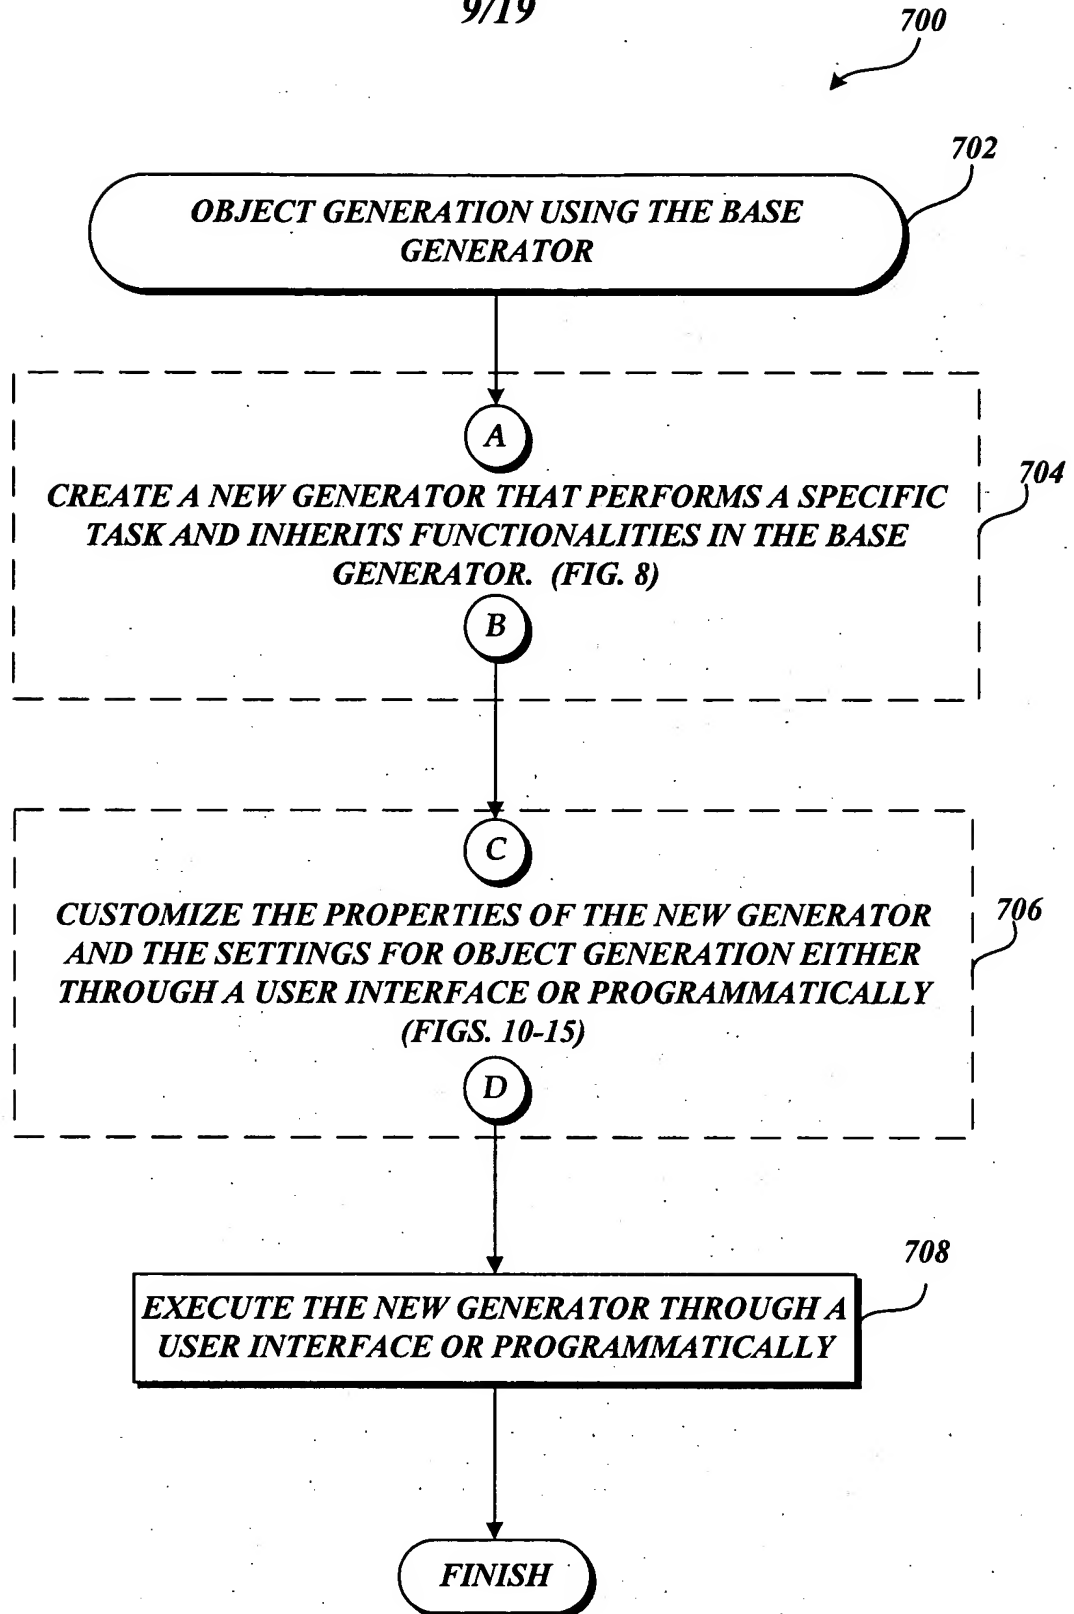 9/19
700
702
OBJECT GENERATION USING THE BASE
GENERATOR
A
704
CREATE A NEW GENERATOR THAT PERFORMS A SPECIFIC
TASK AND INHERITS FUNCTIONALITIES IN THE BASE
GENERATOR. (FIG. 8)
B
C
706
CUSTOMIZE THE PROPERTIES OF THE NEW GENERATOR
AND THE SETTINGS FOR OBJECT GENERATION EITHER
THROUGH A USER INTERFACE OR PROGRAMMATICALLY
(FIGS. 10-15)
D
708
EXECUTE THE NEW GENERATOR THROUGH A
USER INTERFACE OR PROGRAMMATICALLY
FINISH